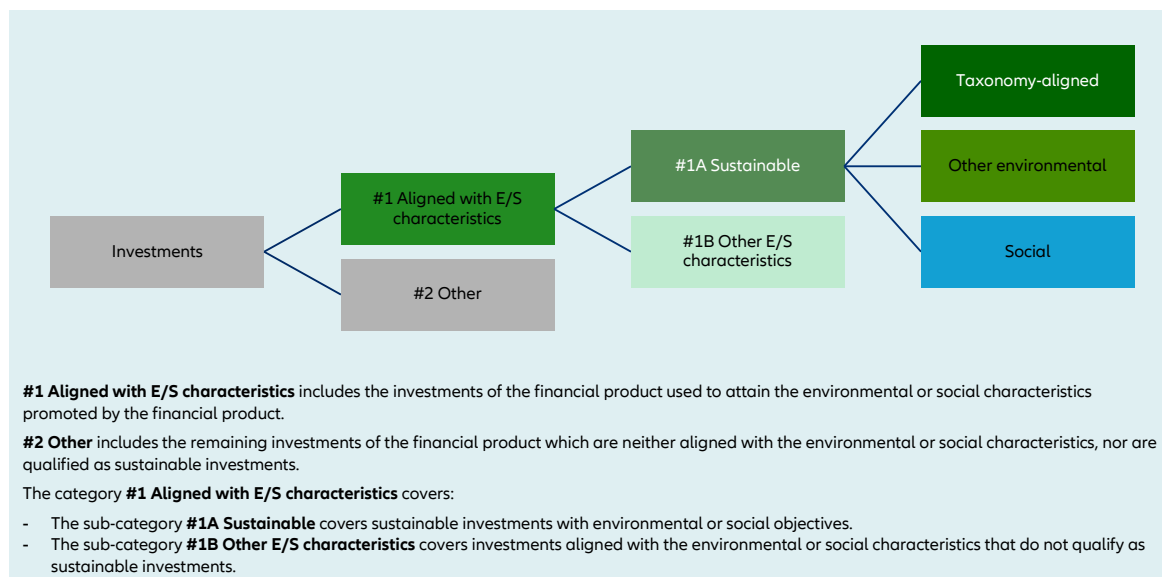 Taxonomy-aligned
#1A Sustainable
Other environmental
#1 Aligned with E/S
characteristics
Investments
#1B Other E/S
characteristics
Social
#2 Other
#1 Aligned with E/S characteristics includes the investments of the financial product used to attain the environmental or social characteristics
promoted by the financial product.
#2 Other includes the remaining investments of the financial product which are neither aligned with the environmental or social characteristics, nor are
qualified as sustainable investments.
The category #1 Aligned with E/S characteristics covers:
- The sub-category #1A Sustainable covers sustainable investments with environmental or social objectives.
- The sub-category #1B Other E/S characteristics covers investments aligned with the environmental or social characteristics that do not qualify as
sustainable investments.